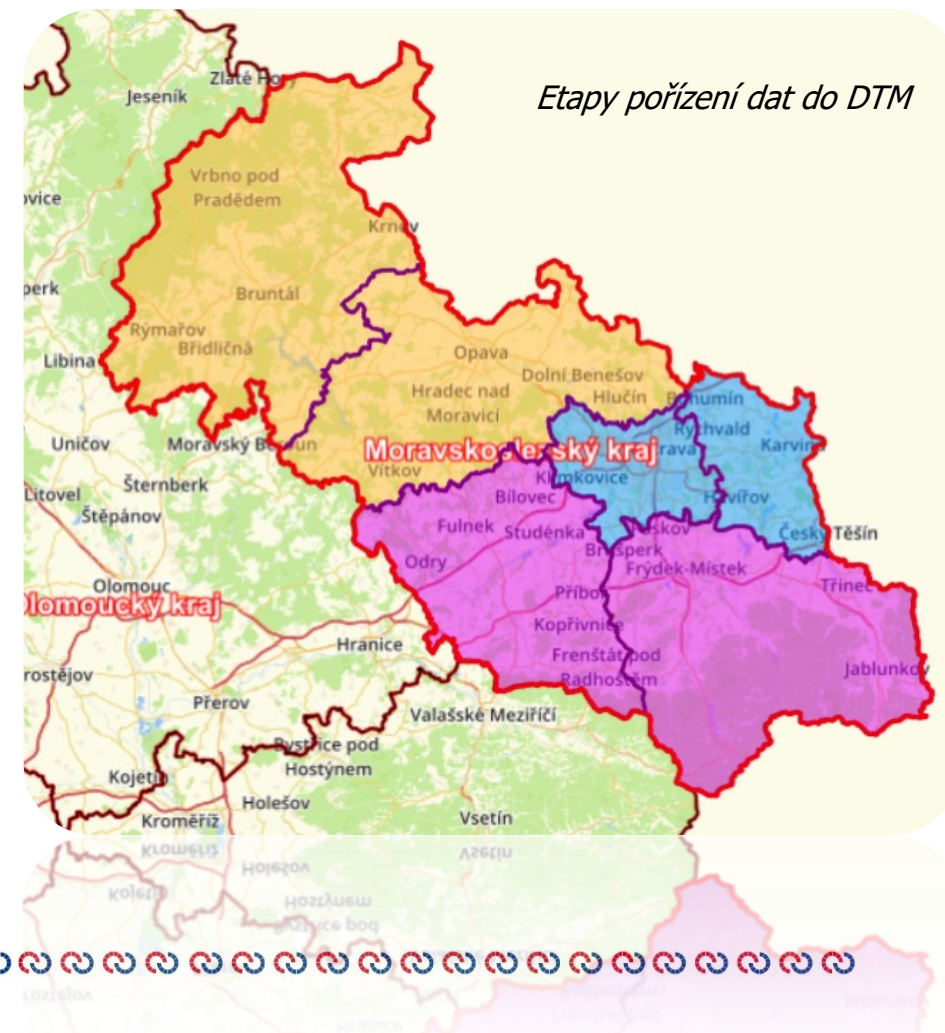 Etapy pořízení dat do DTM
Zlaté Hory
Jeseník
Vrbno pod
Pradědem
Krnov
Bruntál
Rýmařov
Břidličná
Libina
Opava
Dolní Benešov
Hlučín
Bohumín
Hradec nad
Moravicí
Rychvald
Karviná
Uničov
Moravský Beroun
Moravskoslezský kraj
Vítkov
Klimkovice
Litovel
Šternberk
Bílovec
Havířov
Štěpánov
Fulnek
Studénka
Paskov
Český Těšín
Brušperk
Odry
Frýdek-Místek
Olomouc
Třinec
Olomoucký kraj
Příbor
Kopřivnice
Hranice
Frenštát pod
Radhoštěm
Jablunkov
rostějov
Přerov
Valašské Meziříčí
Bystřice pod
Hostýnem
Kojetín
Holešov
Kroměříž
Vsetín